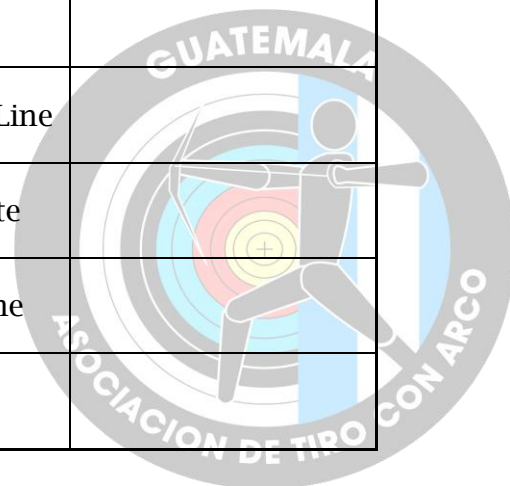 GUATEMALA
Line
te
ne
ASOCIACION DE TIRO CON ARCO